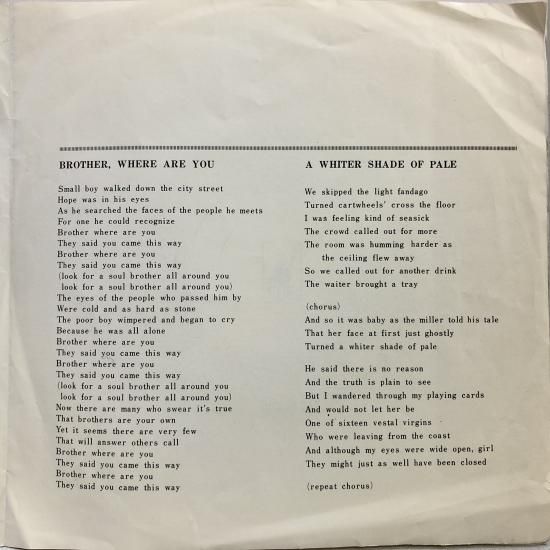 BROTHER, WHERE ARE YOU
Small boy walked down the city street
Hope was in his eyes
As he searched the faces of the people he meets
For one he could recognize
Brother where are you
They said you came this way
Brother where are you
They said you came this way
(look for a soul brother all around you
look for a soul brother all around you)
The eyes of the people who passed him by
Were cold and as hard as stone
The poor boy wimpered and began to cry
Because he was all alone
Brother where are you
They said you came this way
Brother where are you
They said you came this way
(look for a soul brother all around you
look for a soul brother all around you)
Now there are many who swear it's true
That brothers are your own
Yet it seems there are very few
That will answer others call
Brother where are you
They said you came this way
Brother where are you
They said you came this way
A WHITER SHADE OF PALE
We skipped the light fandago
Turned cartwheels' cross the floor
I was feeling kind of seasick
The crowd called out for more
The room was humming harder as
the ceiling flew away
So we called out for another drink
The waiter brought a tray
(chorus)
And so it was baby as the miller told his tale
That her face at first just ghostly
Turned a whiter shade of pale
He said there is no reason
And the truth is plain to see
But I wandered through my playing cards
And would not let her be
One of sixteen vestal virgins
Who were leaving from the coast
And although my eyes were wide open, girl
They might just as well have been closed
(repeat chorus)